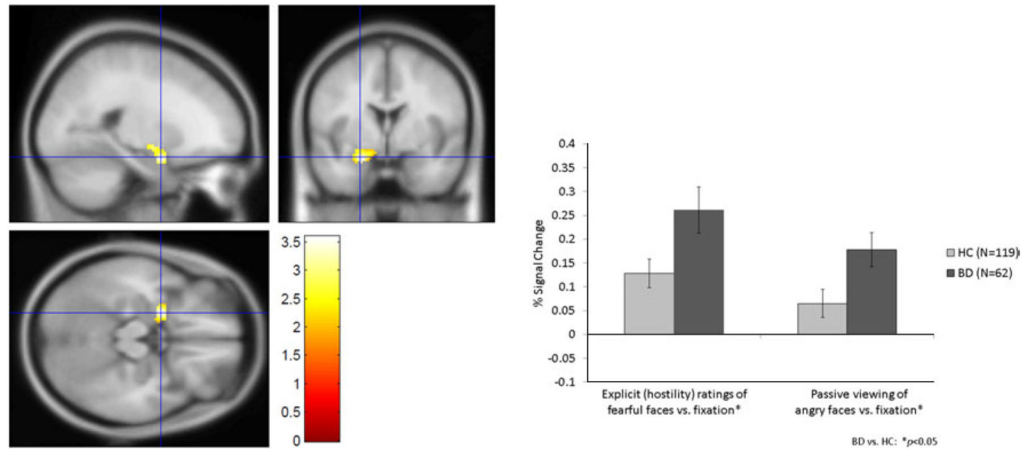 3.5
3
2.5
2
1.5
1
0.5
0
% Signal Change
0.4
0.35
0.3
0.25
0.2
0.15
0.1
0.05
0
-0.05
-0.1
Explicit (hostility) ratings of
fearful faces vs. fixation*
Passive viewing of
angry faces vs. fixation*
HC (N=119)
BD (N=62)
BD vs. HC: *p<0.05